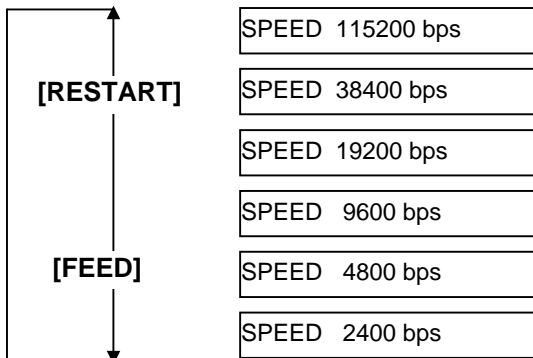 SPEED 115200 bps
[RESTART]
SPEED 38400 bps
SPEED 19200 bps
SPEED 9600 bps
[FEED]
SPEED 4800 bps
SPEED 2400 bps